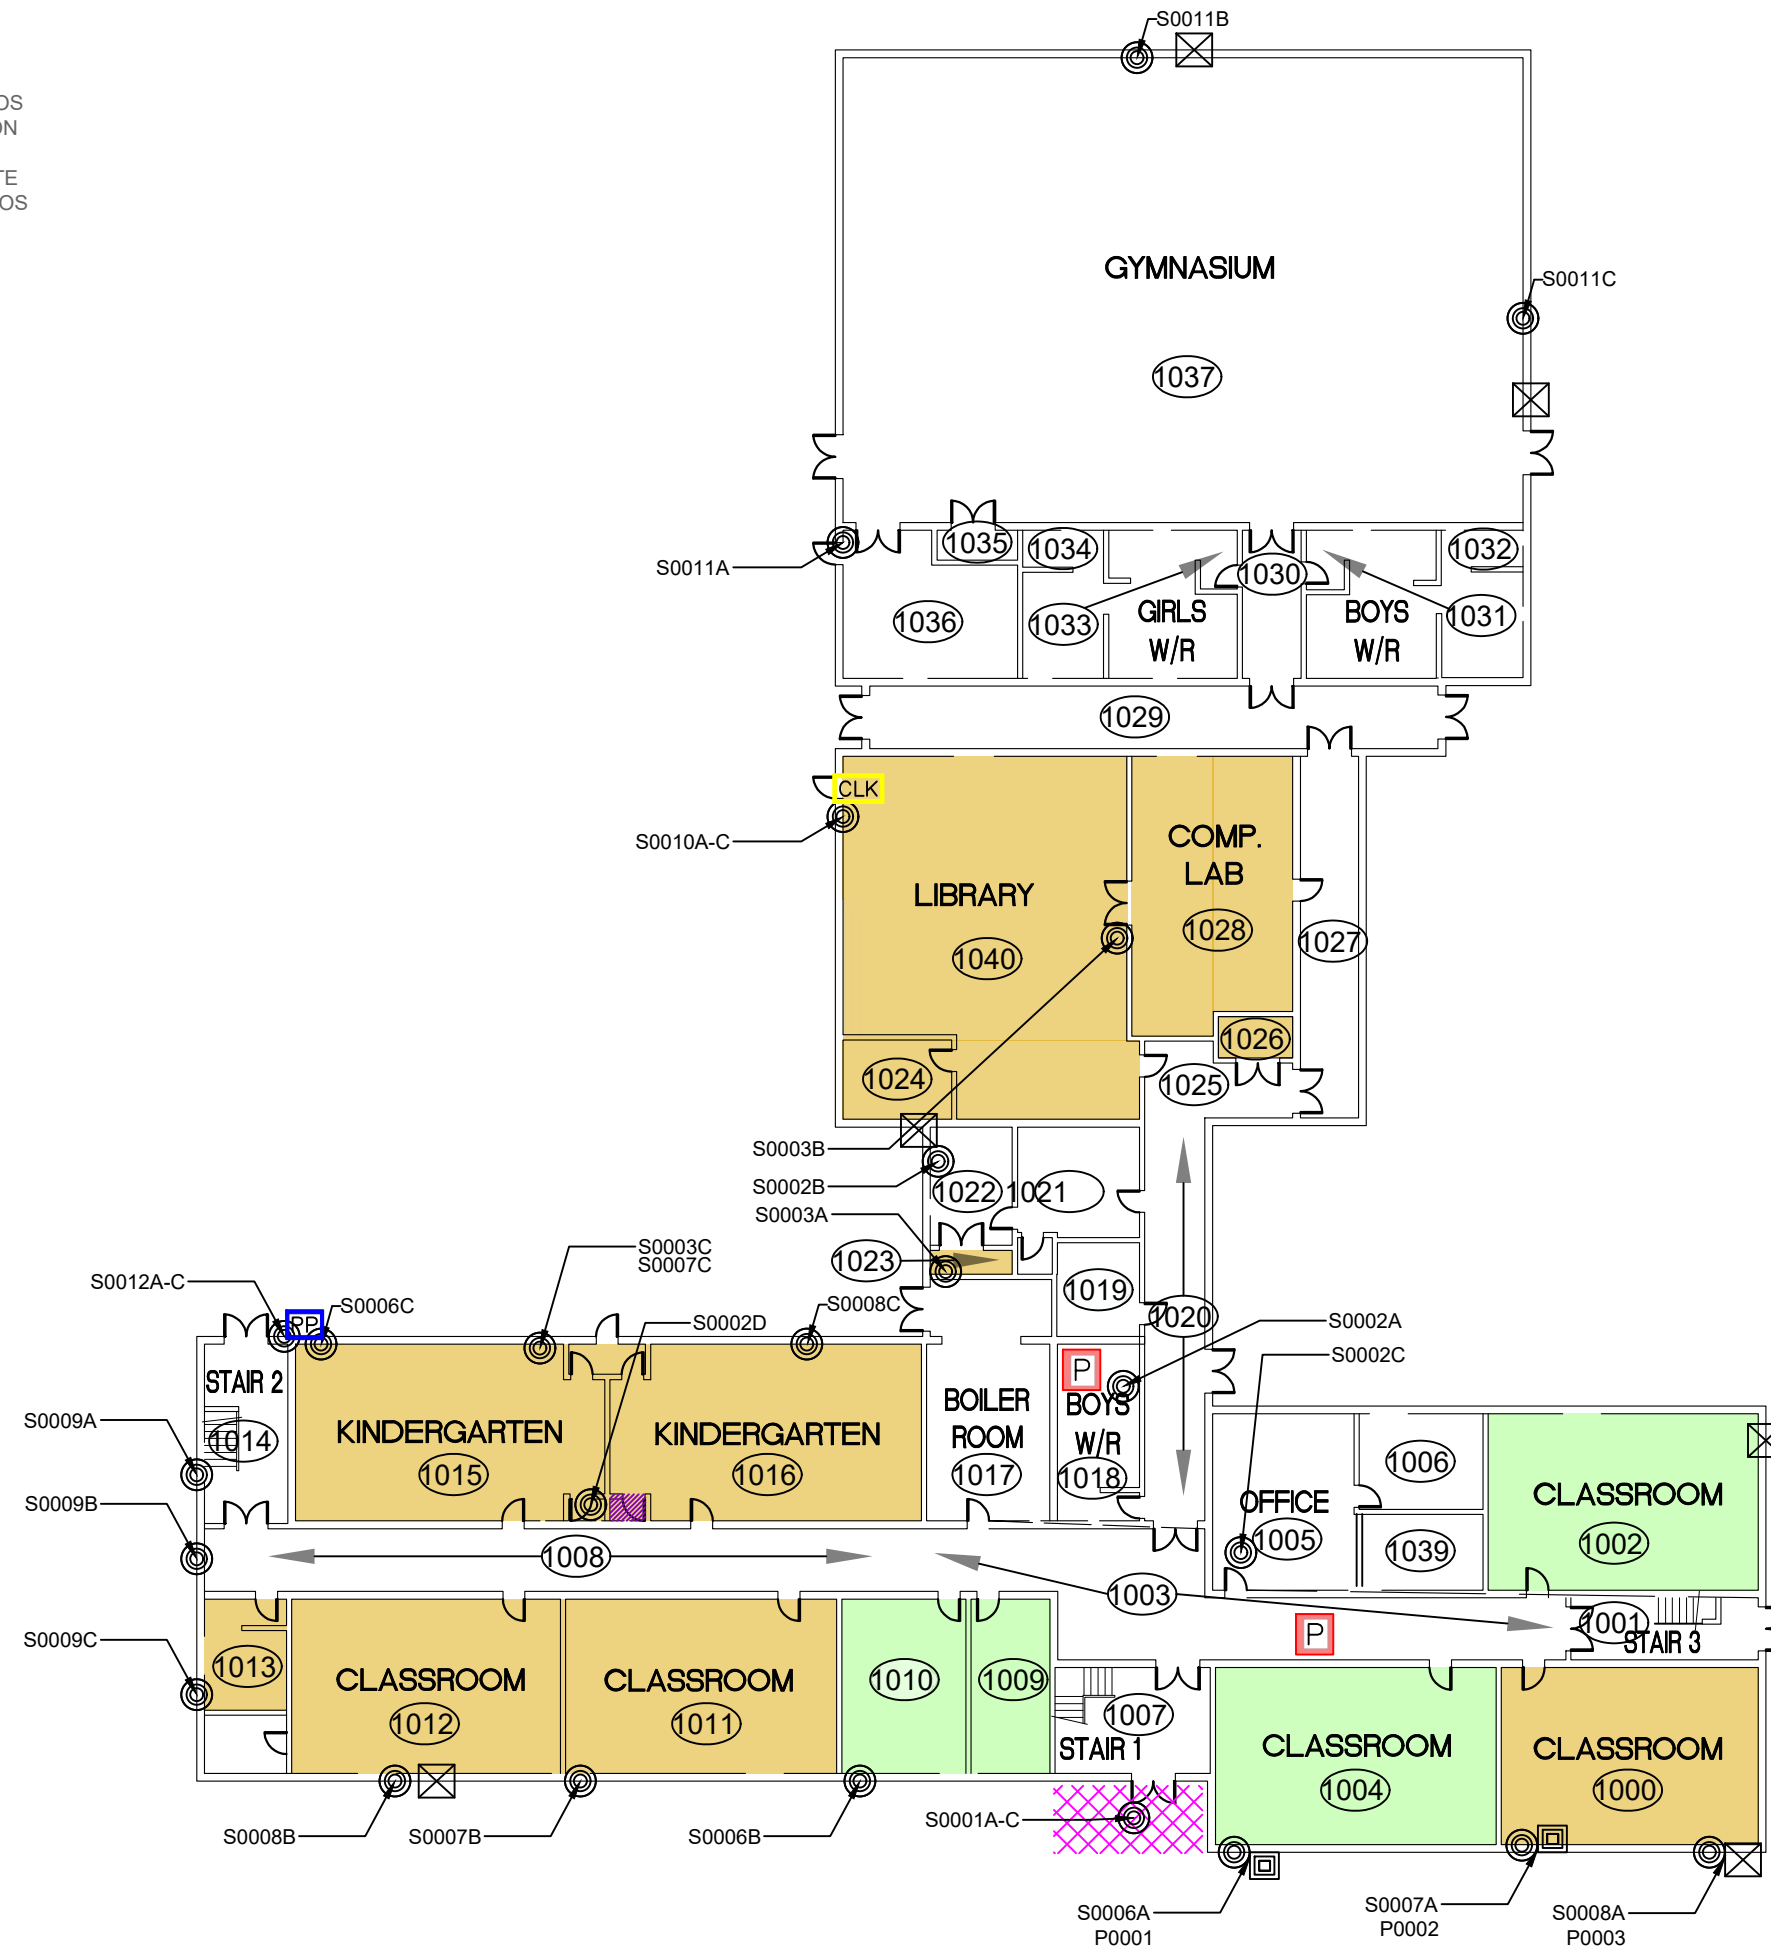 S0011B
OS
ON
TE
OS
GYMNASIUM
S0011C
1037
S0011A
1035
1034
1032
1030
1036
1033
GIRLS
W/R
BOYS
W/R
1031
1029
CLK
S0010A-C
COMP.
LAB
LIBRARY
1028
1027
1040
1026
1024
1025
S0003B
S0002B
1022
1021
S0003A
S0003C
S0007C
1023
S0012A-C
1019
S0006C
S0008C
1020
PP
S0002D
S0002A
S0002C
STAIR 2
P
BOILER
ROOM
BOYS
W/R
S0009A
1014
KINDERGARTEN
KINDERGARTEN
1015
1016
1017
1018
1006
OFFICE
CLASSROOM
S0009B
1005
1039
1002
1008
1003
P
1001
STAIR 3
S0009C
1013
CLASSROOM
CLASSROOM
1010
1009
1012
1011
1007
STAIR 1
CLASSROOM
CLASSROOM
1004
1000
S0008B
S0007B
S0006B
S0001A-C
S0006A
P0001
S0007A
P0002
S0008A
P0003